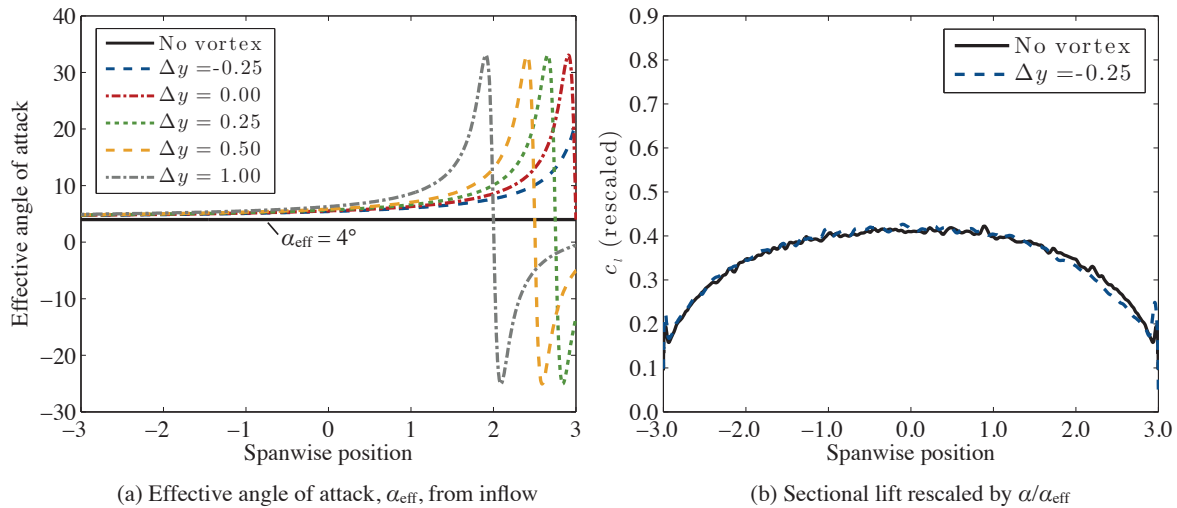 40
30
20
10
0
−10
−20
−30
Effective angle of attack
No vortex
Δy =-0.25
Δy = 0.00
Δy = 0.25
Δy = 0.50
Δy = 1.00
αeff = 4°
−3 −2 −1 0 1 2 3
Spanwise position
(a) Effective angle of attack, αeff, from inflow
0.9
0.8
0.7
0.6
0.5
0.4
0.3
0.2
0.1
0.0
cl (rescaled)
No vortex
Δy =-0.25
−3.0 −2.0 −1.0 0.0 1.0 2.0 3.0
Spanwise position
(b) Sectional lift rescaled by α/αeff